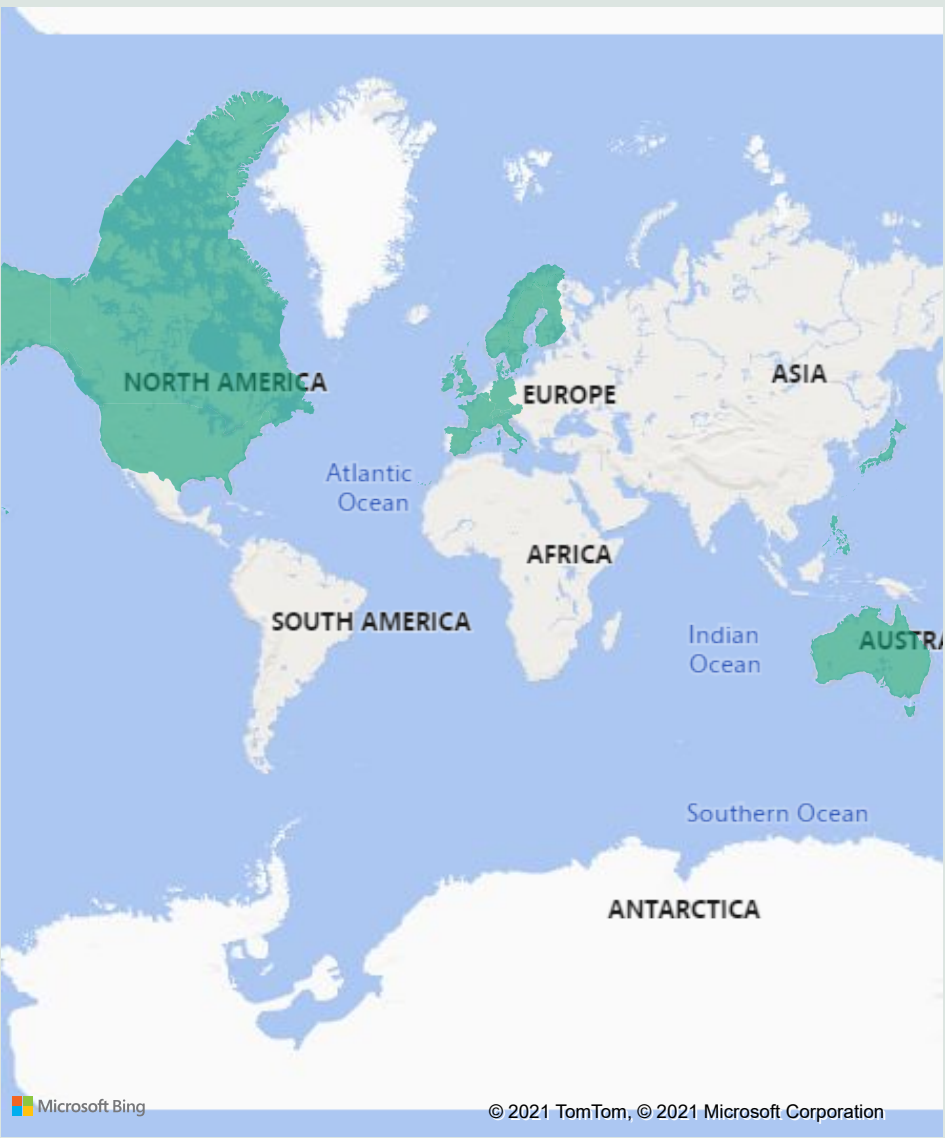 NORTH AMERICA
EUROPE
ASIA
Atlantic
Ocean
AFRICA
SOUTH AMERICA
Indian
Ocean
AUSTRA
Southern Ocean
ANTARCTICA
Microsoft Bing
© 2021 TomTom, © 2021 Microsoft Corporation